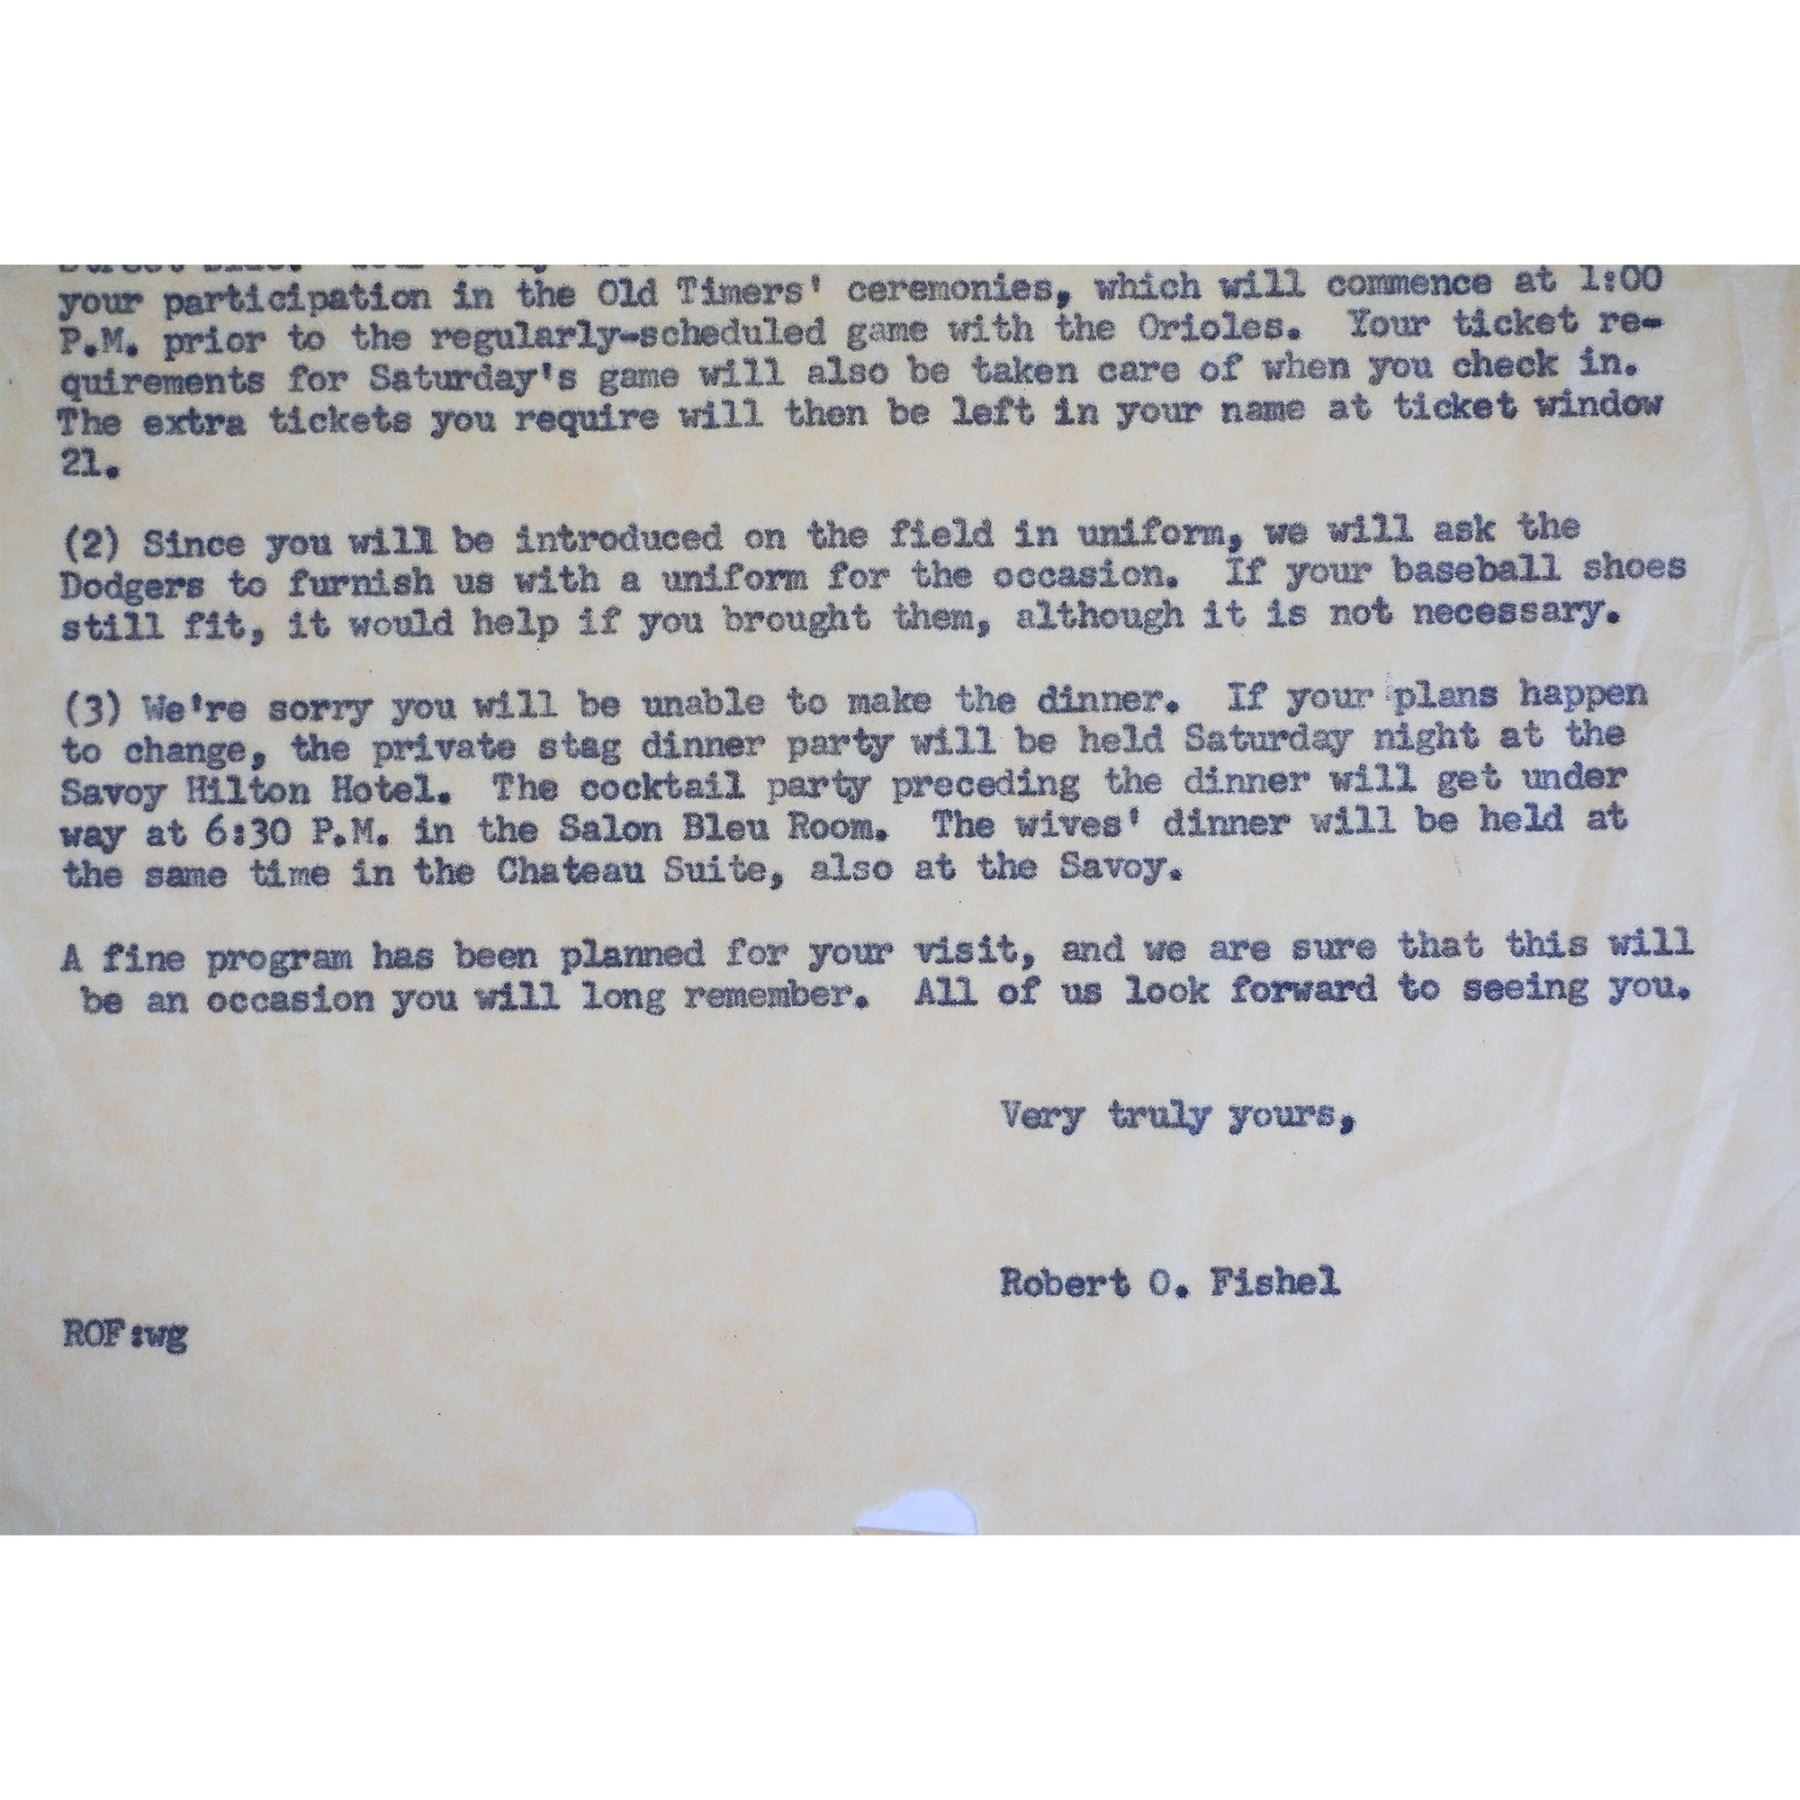 your participation in the Old Timers' ceremonies, which will commence at 1:00
P.M. prior to the regularly-scheduled game with the Orioles. Your ticket re-
quirements for Saturday's game will also be taken care of when you check in.
The extra tickets you require will then be left in your name at ticket window
21.
(2) Since you will be introduced on the field in uniform, we will ask the
Dodgers to furnish us with a uniform for the occasion. If your baseball shoes
still fit, it would help if you brought them, although it is not necessary.
(3) We're sorry you will be unable to make the dinner. If your plans happen
to change, the private stag dinner party will be held Saturday night at the
Savoy Hilton Hotel. The cocktail party preceding the dinner will get under
way at 6:30 P.M. in the Salon Bleu Room. The wives' dinner will be held at
the same time in the Chateau Suite, also at the Savoy.
A fine program has been planned for your visit, and we are sure that this will
be an occasion you will long remember. All of us look forward to seeing you.
Very truly yours,
Robert O. Fishel
ROF:wg